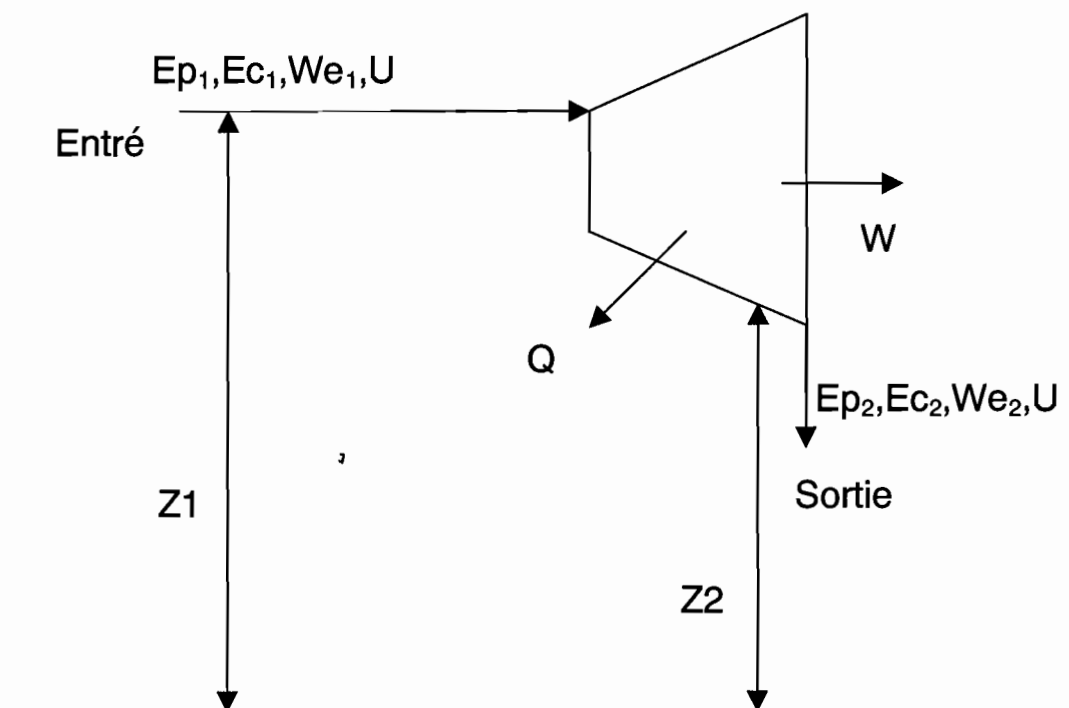 Ep₁,Ec₁,We₁,U
Entré
W
Q
Ep₂,Ec₂,We₂,U
Z1
Sortie
Z2